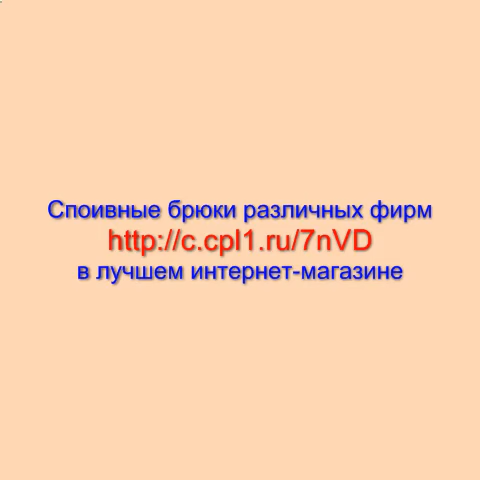 Споивные брюки различных фирм
http://c.cpl1.ru/7nVD
в лучшем интернет-магазине